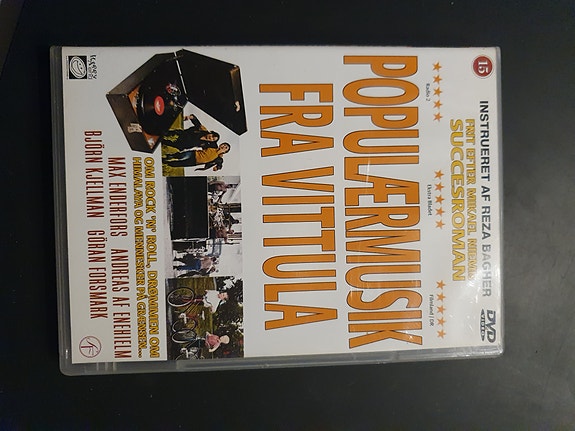 15
INSTRUERET AF REZA BAGHER
FRIT EFTER MIKAEL NIEMIS
SUCCESROMAN
DVD
VIDEO
Radio 2
Ekstra Bladet
Filmland | DR
POPULÆRMUSIK
FRA VITTULA
OM ROCK 'N' ROLL, DRØMMEN OM
HIMALAYA OG MENNESKER PÅ GRÆNSEN...
MAX ENDERFORS ANDREAS AF ENEHIELM
BJÖRN KJELLMAN GÖRAN FORSMARK